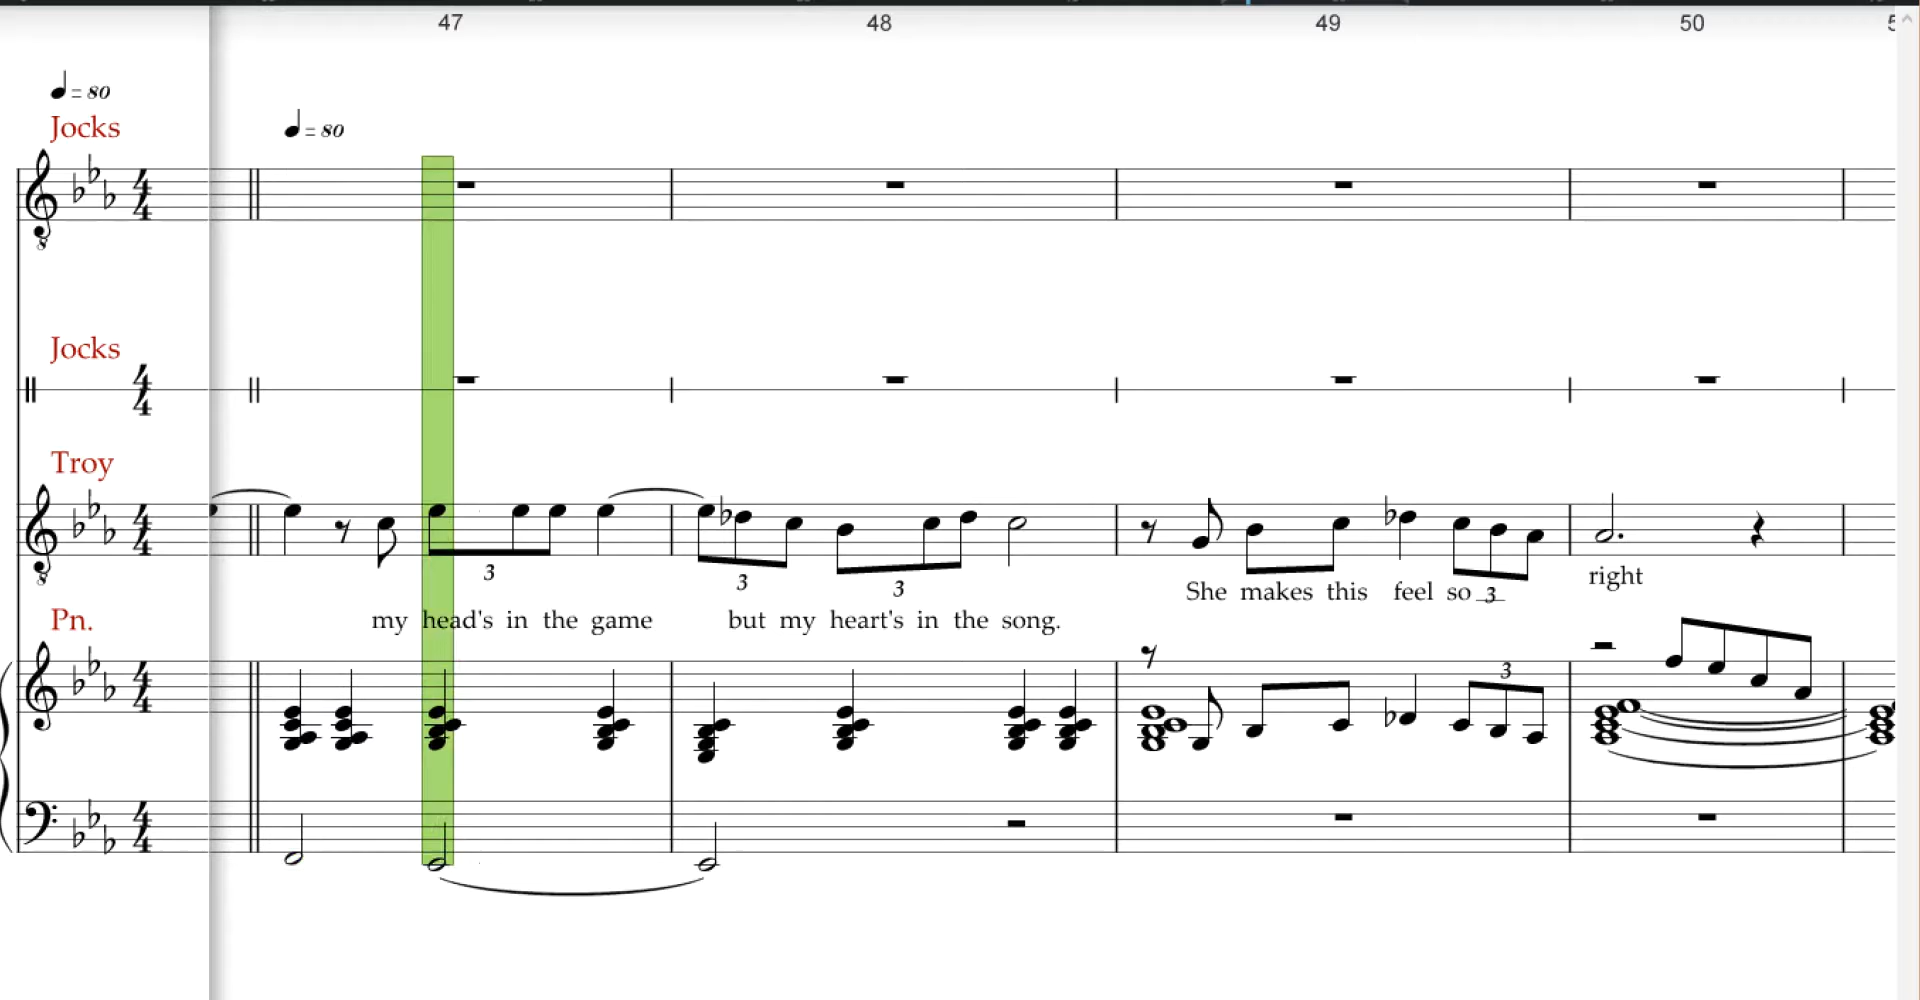 47 48 49 50
= 80
= 80
Jocks
Jocks
Troy
3 3 3 3
She makes this feel so right
my head's in the game but my heart's in the song.
Pn.
3